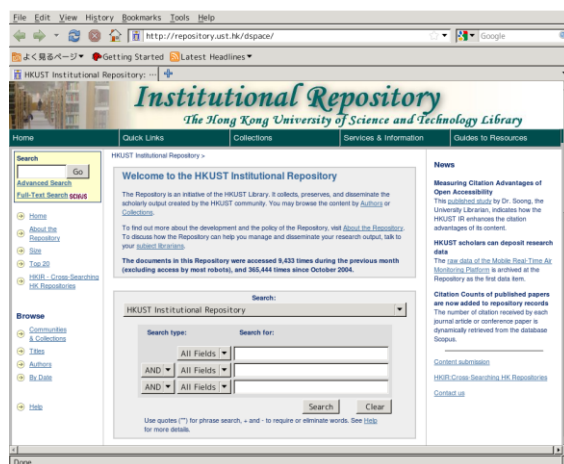 File Edit View History Bookmarks Tools Help
http://repository.ust.hk/dspace/
Google
よく見るページ Getting Started Latest Headlines
HKUST Institutional Repository: ...
Institutional Repository
The Hong Kong University of Science and Technology Library
Home Quick Links Collections Services & Information Guides to Resources
Search
Go
Advanced Search
Full-Text Search SCIRUS
Home
About the
Repository
Size
Top 20
HKIR - Cross-Searching
HK Repositories
Browse
Communities
& Collections
Titles
Authors
By Date
Help
HKUST Institutional Repository >
Welcome to the HKUST Institutional Repository
The Repository is an initiative of the HKUST Library. It collects, preserves, and disseminate the
scholarly output created by the HKUST community. You may browse the content by Authors or
Collections.
To find out more about the development and the policy of the Repository, visit About the Repository.
To discuss how the Repository can help you manage and disseminate your research output, talk to
your subject librarians.
The documents in this Repository were accessed 9,433 times during the previous month
(excluding access by most robots), and 365,444 times since October 2004.
Search:
HKUST Institutional Repository
Search type: Search for:
All Fields
AND All Fields
AND All Fields
Search Clear
Use quotes ("") for phrase search, + and - to require or eliminate words. See Help
for more details.
News
Measuring Citation Advantages of
Open Accessibility
This published study by Dr. Soong, the
University Librarian, indicates how the
HKUST IR enhances the citation
advantages of its content.
HKUST scholars can deposit research
data
The raw data of the Mobile Real-Time Air
Monitoring Platform is archived at the
Repository as the first data item.
Citation Counts of published papers
are now added to repository records
The number of citation received by each
journal article or conference paper is
dynamically retrieved from the database
Scopus.
Content submission
HKIR:Cross-Searching HK Repositories
Contact us
Done